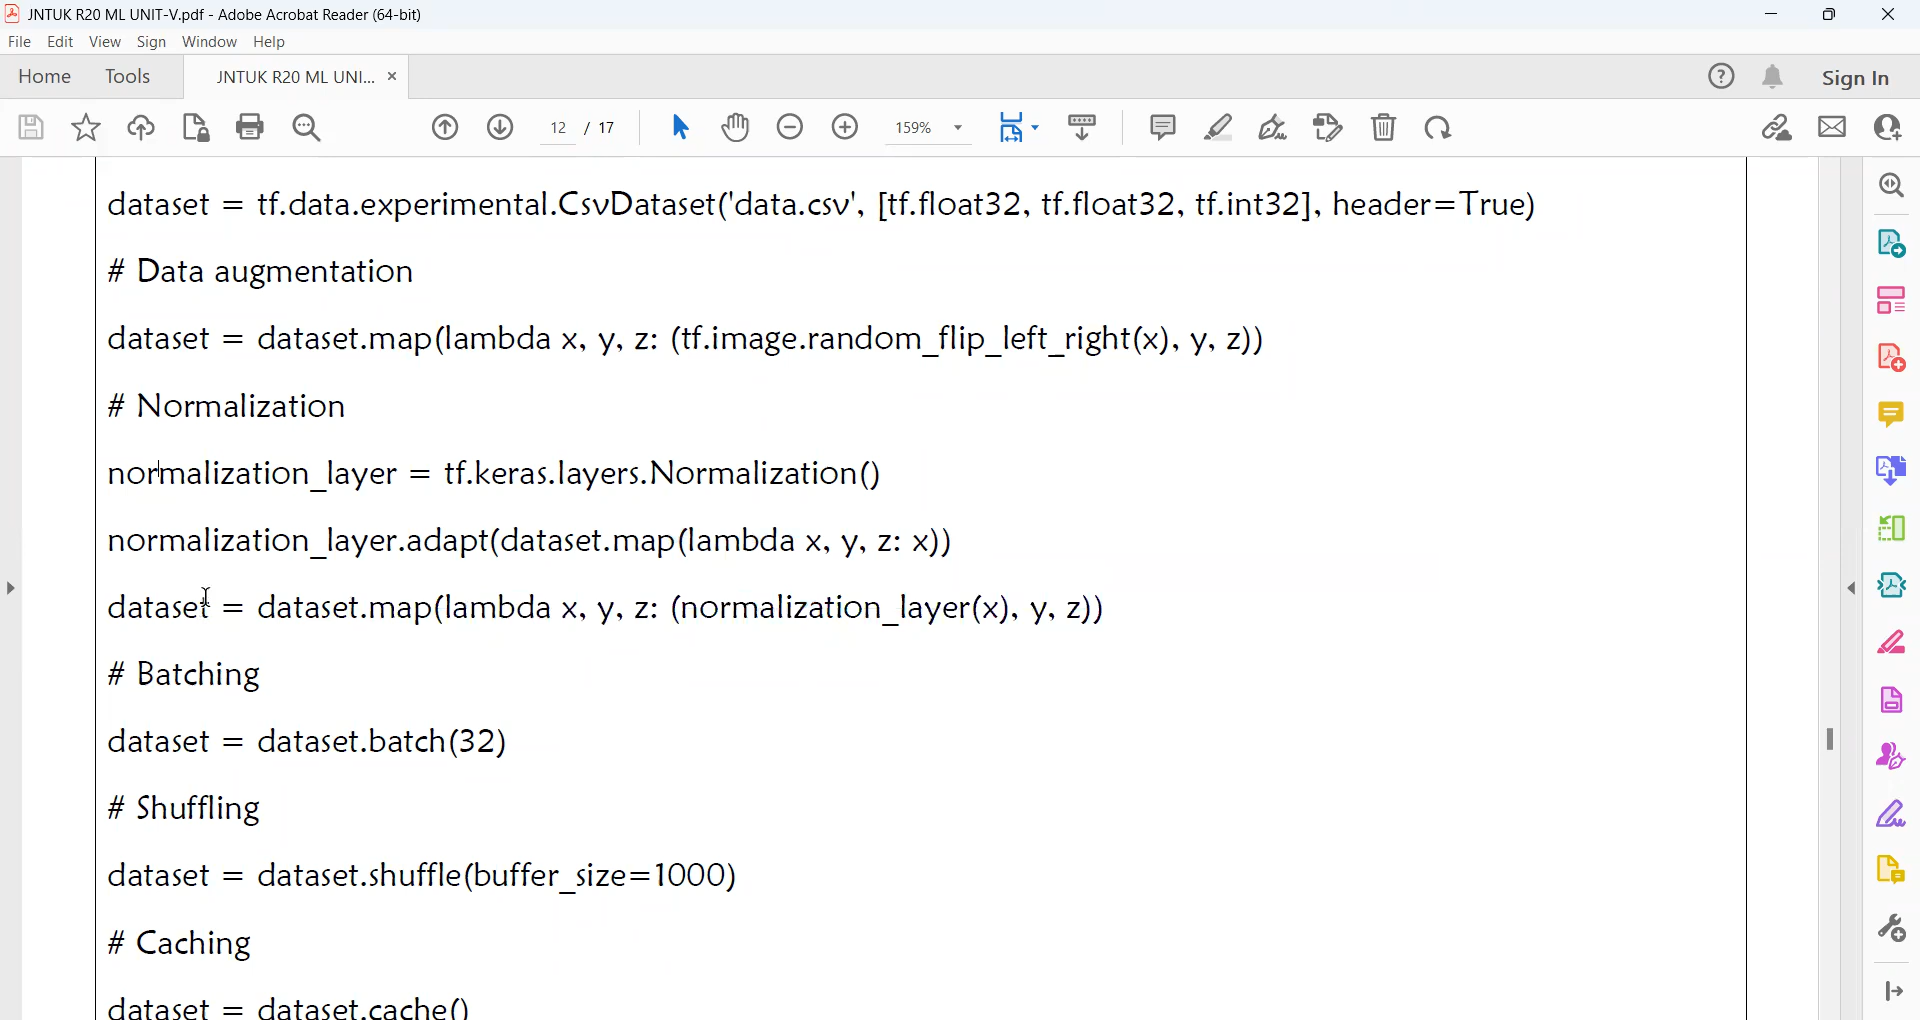 JNTUK R20 ML UNIT-V.pdf - Adobe Acrobat Reader (64-bit)
File Edit View Sign Window Help
Home Tools JNTUK R20 ML UNI... × Sign In
12 / 17 159%
dataset = tf.data.experimental.CsvDataset('data.csv', [tf.float32, tf.float32, tf.int32], header=True)
# Data augmentation
dataset = dataset.map(lambda x, y, z: (tf.image.random_flip_left_right(x), y, z))
# Normalization
normalization_layer = tf.keras.layers.Normalization()
normalization_layer.adapt(dataset.map(lambda x, y, z: x))
dataset = dataset.map(lambda x, y, z: (normalization_layer(x), y, z))
# Batching
dataset = dataset.batch(32)
# Shuffling
dataset = dataset.shuffle(buffer_size=1000)
# Caching
dataset = dataset.cache()